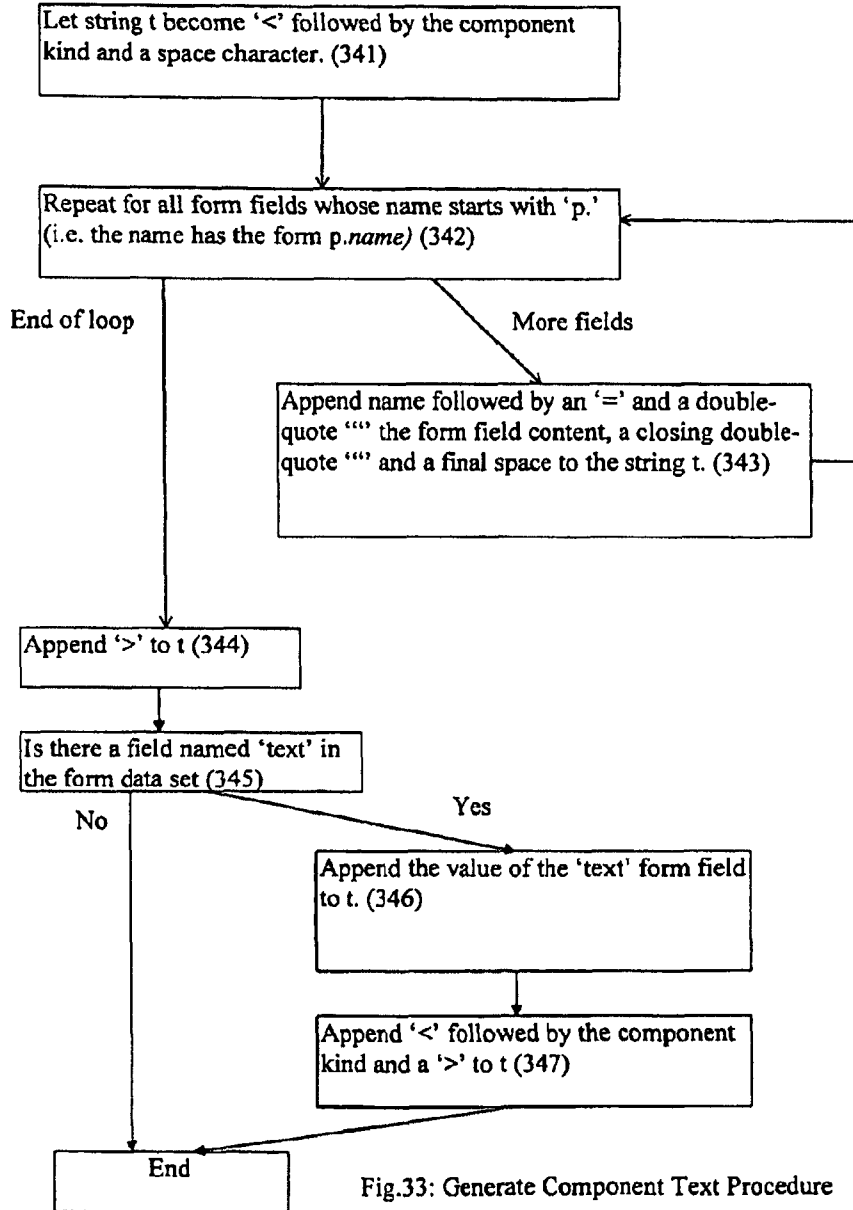 Let string t become ‘<’ followed by the component
kind and a space character. (341)
Repeat for all form fields whose name starts with ‘p.’
(i.e. the name has the form p.name) (342)
End of loop
More fields
Append name followed by an ‘=’ and a double-
quote ‘“’ the form field content, a closing double-
quote ‘“’ and a final space to the string t. (343)
Append ‘>’ to t (344)
Is there a field named ‘text’ in
the form data set (345)
No
Yes
Append the value of the ‘text’ form field
to t. (346)
Append ‘<’ followed by the component
kind and a ‘>’ to t (347)
End
Fig.33: Generate Component Text Procedure